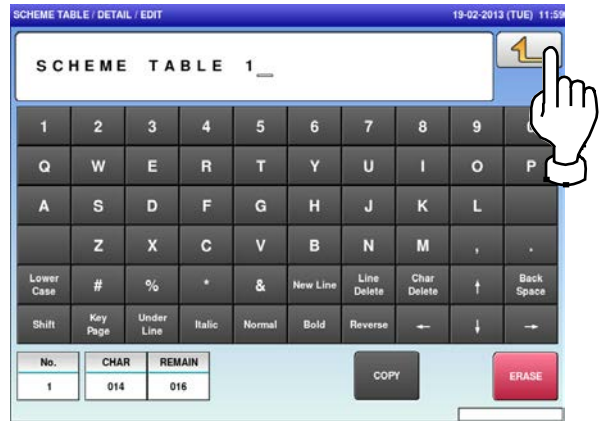 SCHEME TABLE / DETAIL / EDIT 19-02-2013 (TUE) 11:59
SCHEME TABLE 1_
1 2 3 4 5 6 7 8 9
Q W E R T Y U I O P
A S D F G H J K L
Z X C V B N M , .
Lower Case # % * & New Line Line Delete Char Delete ↑ Back Space
Shift Key Page Under Line Italic Normal Bold Reverse ← ↓ →
No. CHAR REMAIN COPY ERASE
1 014 016